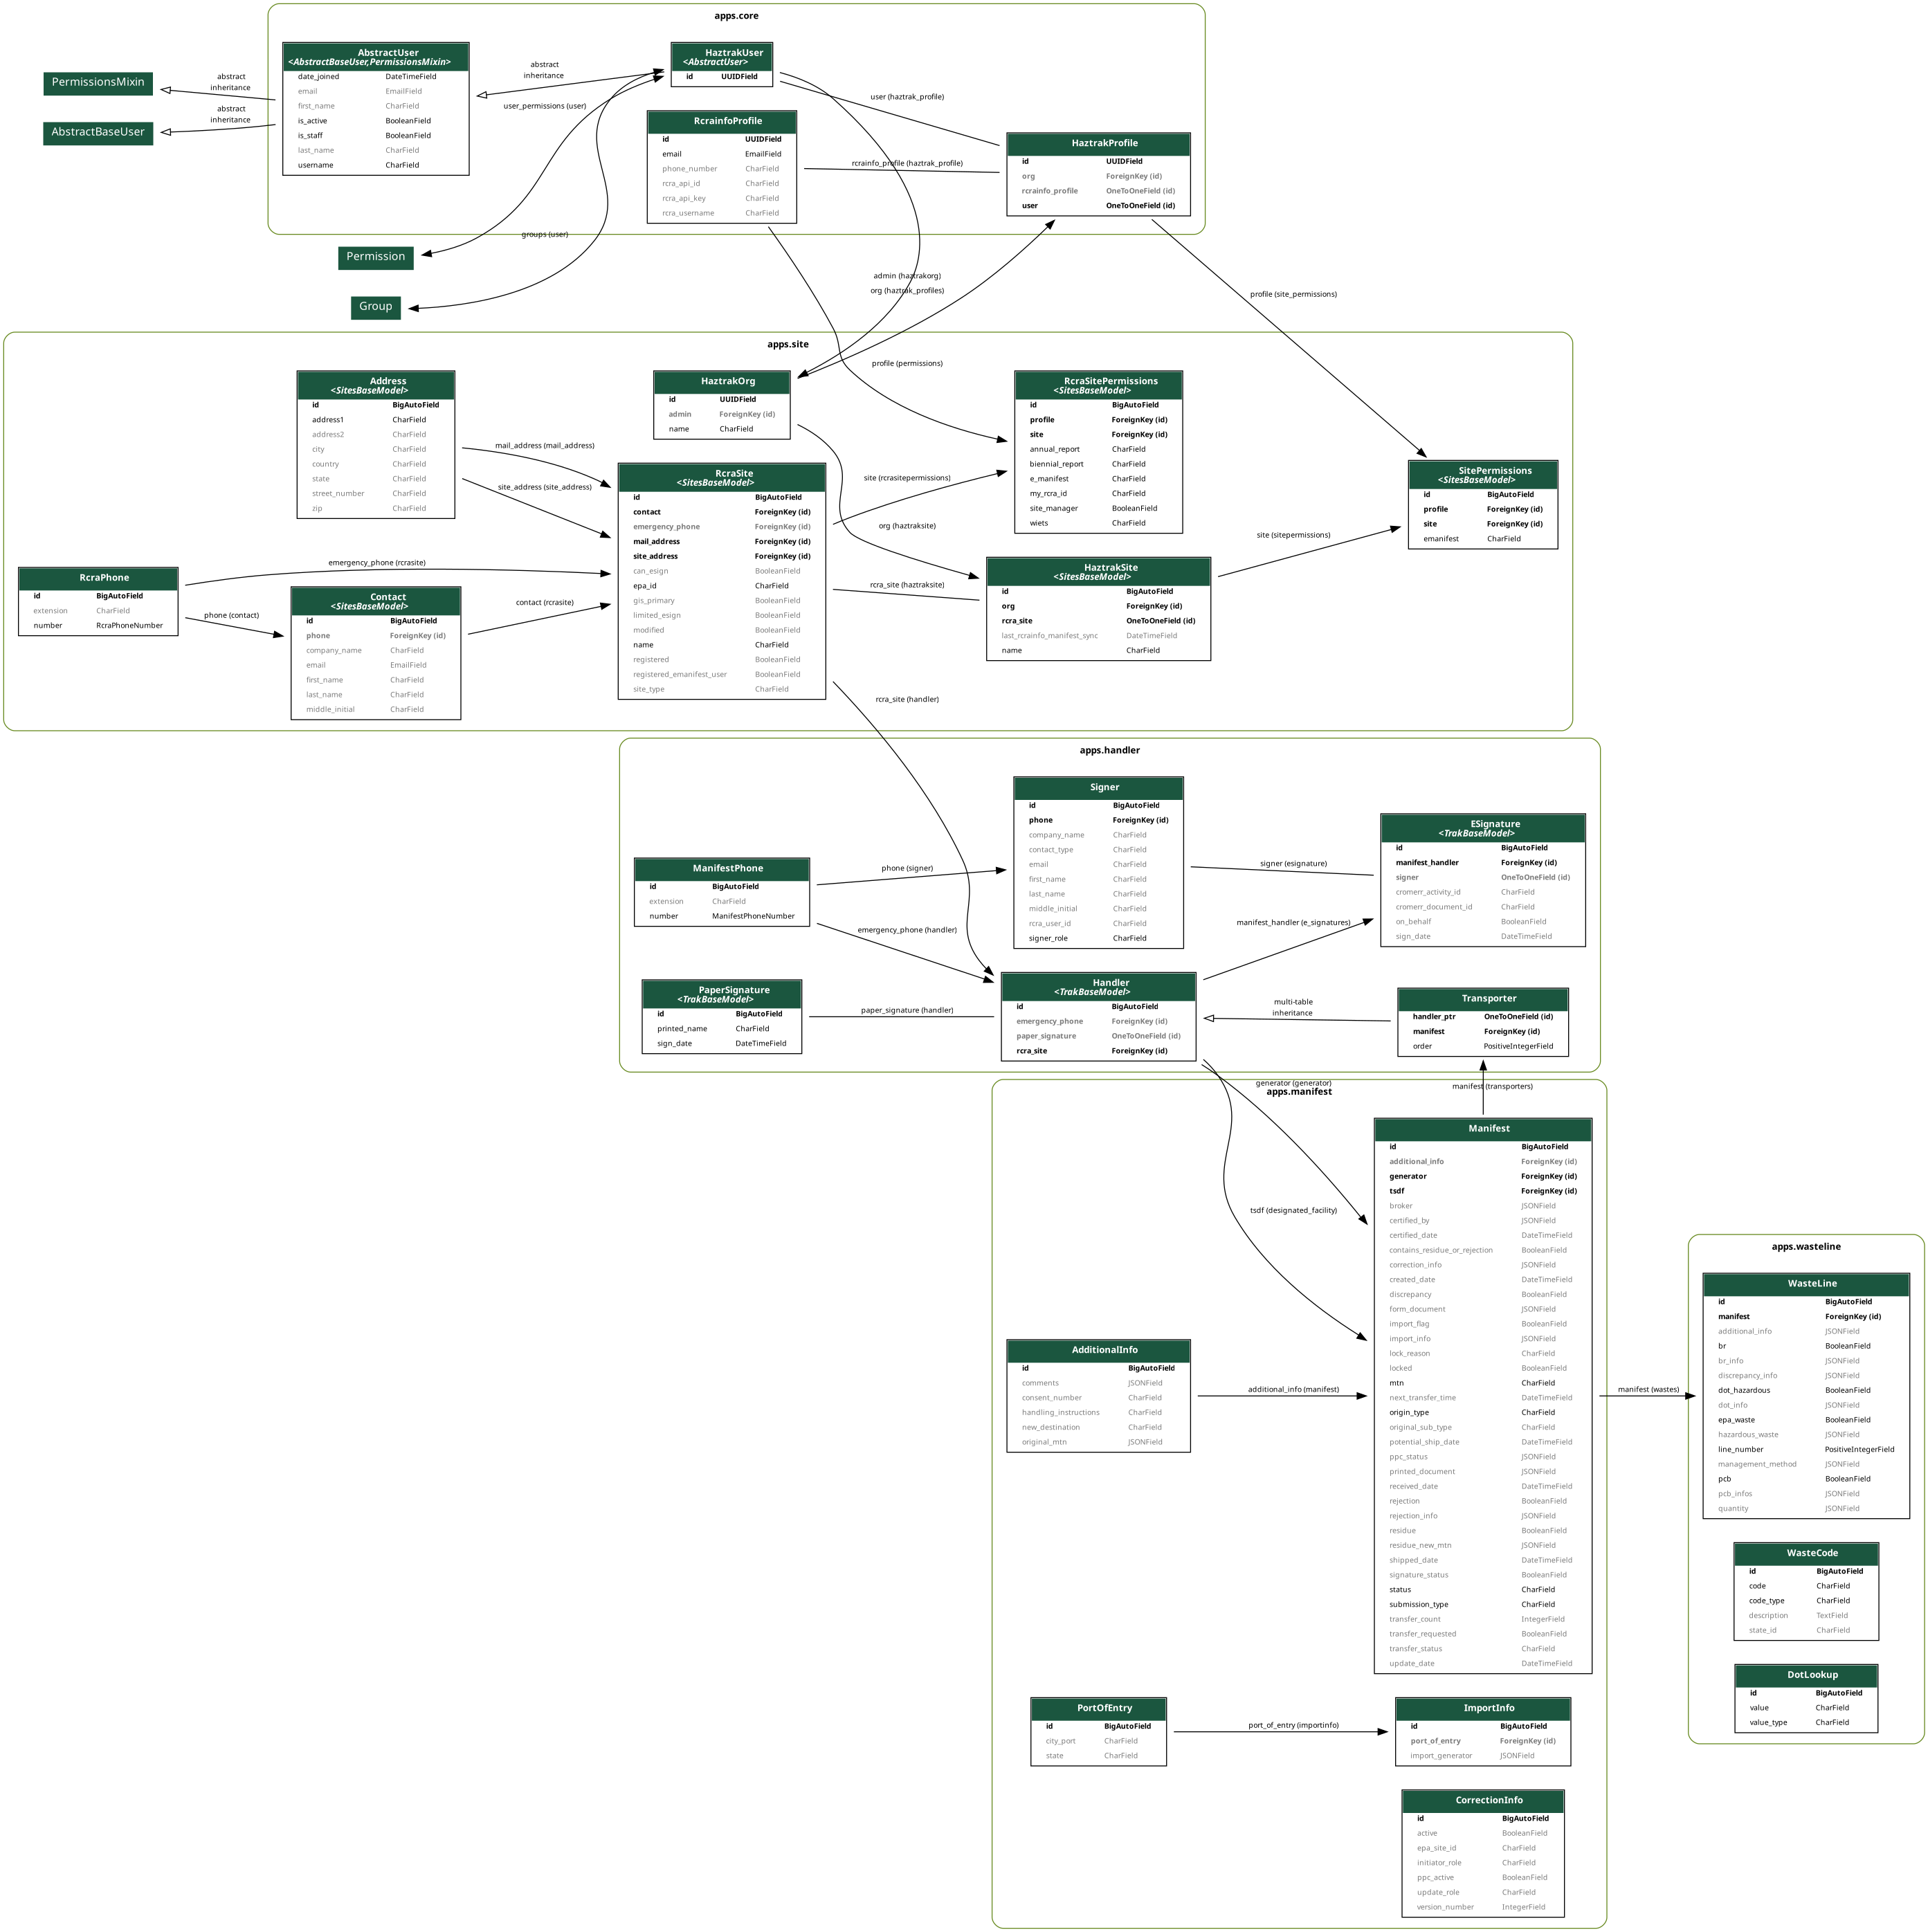 apps.core
AbstractUser
<AbstractBaseUser,PermissionsMixin>
date_joined DateTimeField
email EmailField
first_name CharField
is_active BooleanField
is_staff BooleanField
last_name CharField
username CharField
HaztrakUser
<AbstractUser>
id UUIDField
RcrainfoProfile
id UUIDField
email EmailField
phone_number CharField
rcra_api_id CharField
rcra_api_key CharField
rcra_username CharField
HaztrakProfile
id UUIDField
org ForeignKey (id)
rcrainfo_profile OneToOneField (id)
user OneToOneField (id)
PermissionsMixin
AbstractBaseUser
abstract
inheritance
abstract
inheritance
abstract
inheritance
user_permissions (user)
user (haztrak_profile)
rcrainfo_profile (haztrak_profile)
groups (user)
Permission
Group
admin (haztrakorg)
org (haztrak_profiles)
profile (site_permissions)
apps.site
Address
<SitesBaseModel>
id BigAutoField
address1 CharField
address2 CharField
city CharField
country CharField
state CharField
street_number CharField
zip CharField
HaztrakOrg
id UUIDField
admin ForeignKey (id)
name CharField
profile (permissions)
RcraSitePermissions
<SitesBaseModel>
id BigAutoField
profile ForeignKey (id)
site ForeignKey (id)
annual_report CharField
biennial_report CharField
e_manifest CharField
my_rcra_id CharField
site_manager BooleanField
wiets CharField
SitePermissions
<SitesBaseModel>
id BigAutoField
profile ForeignKey (id)
site ForeignKey (id)
emanifest CharField
mail_address (mail_address)
site_address (site_address)
RcraSite
<SitesBaseModel>
id BigAutoField
contact ForeignKey (id)
emergency_phone ForeignKey (id)
mail_address ForeignKey (id)
site_address ForeignKey (id)
can_esign BooleanField
epa_id CharField
gis_primary BooleanField
limited_esign BooleanField
modified BooleanField
name CharField
registered BooleanField
registered_emanifest_user BooleanField
site_type CharField
site (rcrasitepermissions)
org (haztraksite)
rcra_site (haztraksite)
site (sitepermissions)
HaztrakSite
<SitesBaseModel>
id BigAutoField
org ForeignKey (id)
rcra_site OneToOneField (id)
last_rcrainfo_manifest_sync DateTimeField
name CharField
RcraPhone
id BigAutoField
extension CharField
number RcraPhoneNumber
emergency_phone (rcrasite)
phone (contact)
contact (rcrasite)
Contact
<SitesBaseModel>
id BigAutoField
phone ForeignKey (id)
company_name CharField
email EmailField
first_name CharField
last_name CharField
middle_initial CharField
rcra_site (handler)
apps.handler
Signer
id BigAutoField
phone ForeignKey (id)
company_name CharField
contact_type CharField
email CharField
first_name CharField
last_name CharField
middle_initial CharField
rcra_user_id CharField
signer_role CharField
ESignature
<TrakBaseModel>
id BigAutoField
manifest_handler ForeignKey (id)
signer OneToOneField (id)
cromerr_activity_id CharField
cromerr_document_id CharField
on_behalf BooleanField
sign_date DateTimeField
ManifestPhone
id BigAutoField
extension CharField
number ManifestPhoneNumber
phone (signer)
emergency_phone (handler)
signer (esignature)
manifest_handler (e_signatures)
PaperSignature
<TrakBaseModel>
id BigAutoField
printed_name CharField
sign_date DateTimeField
paper_signature (handler)
Handler
<TrakBaseModel>
id BigAutoField
emergency_phone ForeignKey (id)
paper_signature OneToOneField (id)
rcra_site ForeignKey (id)
multi-table
inheritance
Transporter
handler_ptr OneToOneField (id)
manifest ForeignKey (id)
order PositiveIntegerField
generator (generator)
manifest (transporters)
apps.manifest
tsdf (designated_facility)
Manifest
id BigAutoField
additional_info ForeignKey (id)
generator ForeignKey (id)
tsdf ForeignKey (id)
broker JSONField
certified_by JSONField
certified_date DateTimeField
contains_residue_or_rejection BooleanField
correction_info JSONField
created_date DateTimeField
discrepancy BooleanField
form_document JSONField
import_flag BooleanField
import_info JSONField
lock_reason CharField
locked BooleanField
mtn CharField
next_transfer_time DateTimeField
origin_type CharField
original_sub_type CharField
potential_ship_date DateTimeField
ppc_status JSONField
printed_document JSONField
received_date DateTimeField
rejection BooleanField
rejection_info JSONField
residue BooleanField
residue_new_mtn JSONField
shipped_date DateTimeField
signature_status BooleanField
status CharField
submission_type CharField
transfer_count IntegerField
transfer_requested BooleanField
transfer_status CharField
update_date DateTimeField
AdditionalInfo
id BigAutoField
comments JSONField
consent_number CharField
handling_instructions CharField
new_destination CharField
original_mtn JSONField
additional_info (manifest)
manifest (wastes)
PortOfEntry
id BigAutoField
city_port CharField
state CharField
port_of_entry (importinfo)
ImportInfo
id BigAutoField
port_of_entry ForeignKey (id)
import_generator JSONField
CorrectionInfo
id BigAutoField
active BooleanField
epa_site_id CharField
initiator_role CharField
ppc_active BooleanField
update_role CharField
version_number IntegerField
apps.wasteline
WasteLine
id BigAutoField
manifest ForeignKey (id)
additional_info JSONField
br BooleanField
br_info JSONField
discrepancy_info JSONField
dot_hazardous BooleanField
dot_info JSONField
epa_waste BooleanField
hazardous_waste JSONField
line_number PositiveIntegerField
management_method JSONField
pcb BooleanField
pcb_infos JSONField
quantity JSONField
WasteCode
id BigAutoField
code CharField
code_type CharField
description TextField
state_id CharField
DotLookup
id BigAutoField
value CharField
value_type CharField